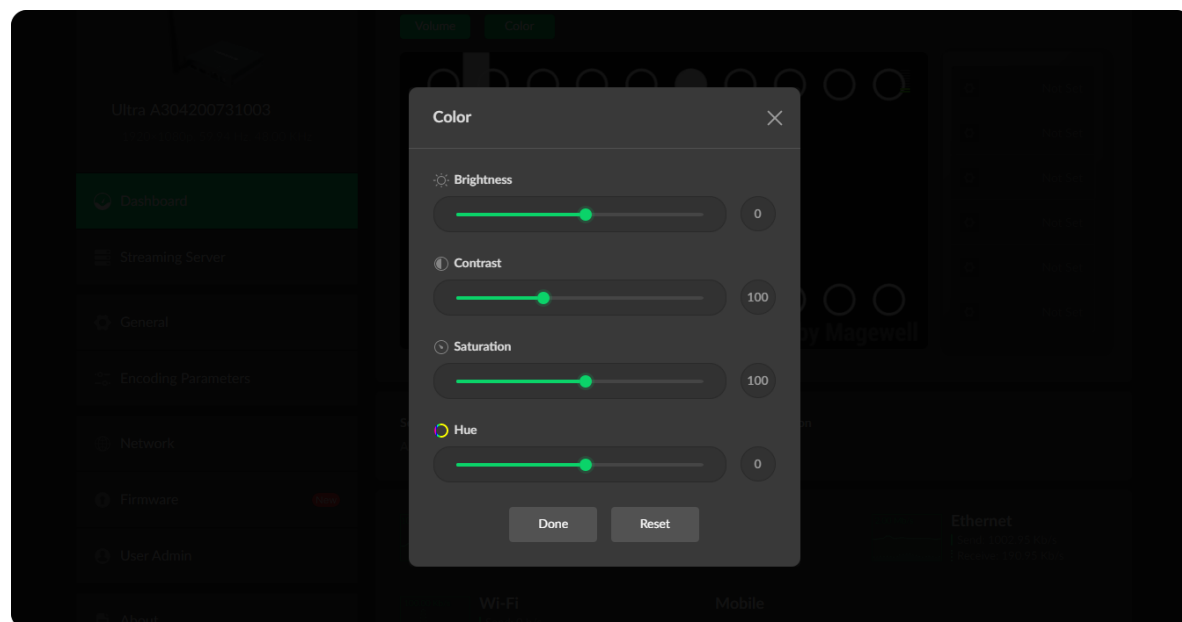 Volume
Color
Ultra A304200731003
Color
Dashboard
Brightness
0
Streaming Server
Contrast
100
General
by Magewell
Saturation
Encoding Parameters
100
Hue
Network
0
Firmware
Done
Reset
Ethernet
User Admin
Wi-Fi
Mobile
About